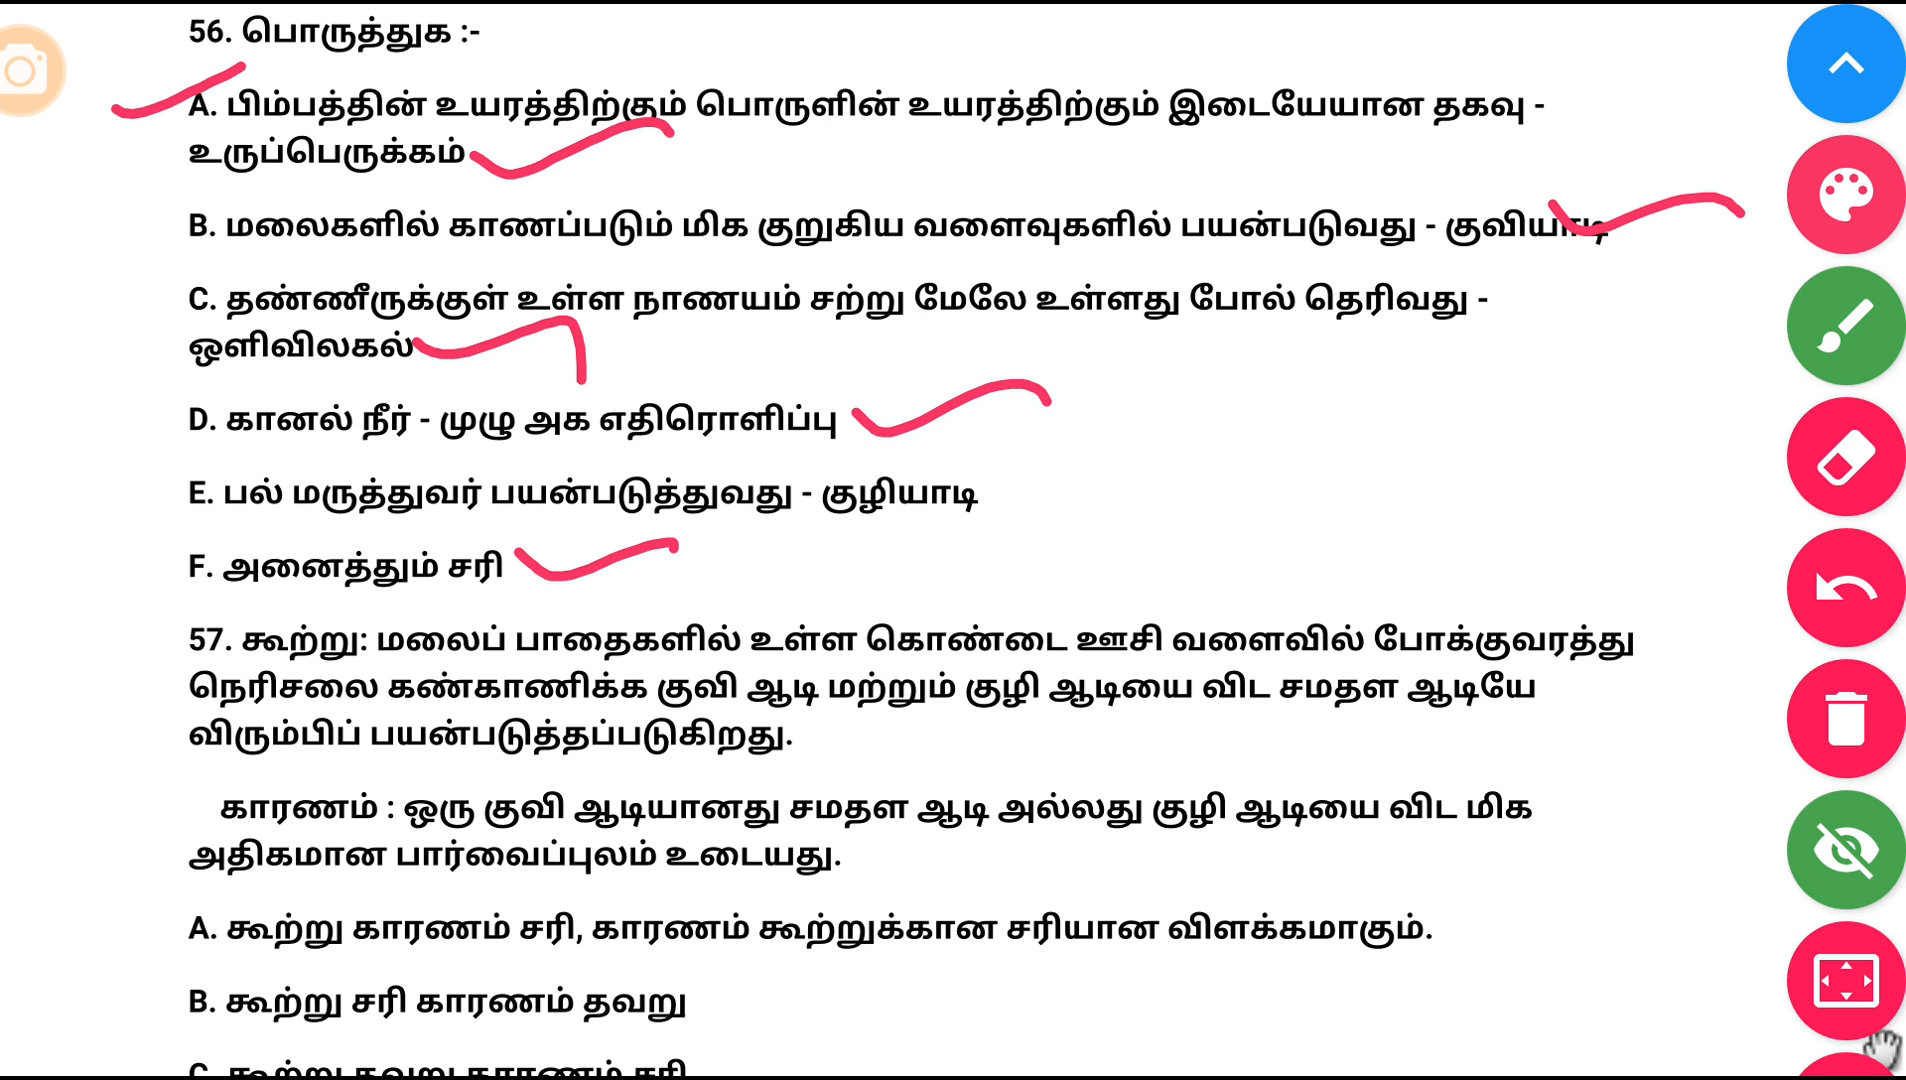 56. பொருத்துக :-
A. பிம்பத்தின் உயரத்திற்கும் பொருளின் உயரத்திற்கும் இடையேயான தகவு -
உருப்பெருக்கம்
B. மலைகளில் காணப்படும் மிக குறுகிய வளைவுகளில் பயன்படுவது - குவியாடி
C. தண்ணீருக்குள் உள்ள நாணயம் சற்று மேலே உள்ளது போல் தெரிவது -
ஒளிவிலகல்
D. கானல் நீர் - முழு அக எதிரொளிப்பு
E. பல் மருத்துவர் பயன்படுத்துவது - குழியாடி
F. அனைத்தும் சரி
57. கூற்று: மலைப் பாதைகளில் உள்ள கொண்டை ஊசி வளைவில் போக்குவரத்து
நெரிசலை கண்காணிக்க குவி ஆடி மற்றும் குழி ஆடியை விட சமதள ஆடியே
விரும்பிப் பயன்படுத்தப்படுகிறது.
காரணம் : ஒரு குவி ஆடியானது சமதள ஆடி அல்லது குழி ஆடியை விட மிக
அதிகமான பார்வைப்புலம் உடையது.
A. கூற்று காரணம் சரி, காரணம் கூற்றுக்கான சரியான விளக்கமாகும்.
B. கூற்று சரி காரணம் தவறு
C. கூற்று தவறு காரணம் சரி